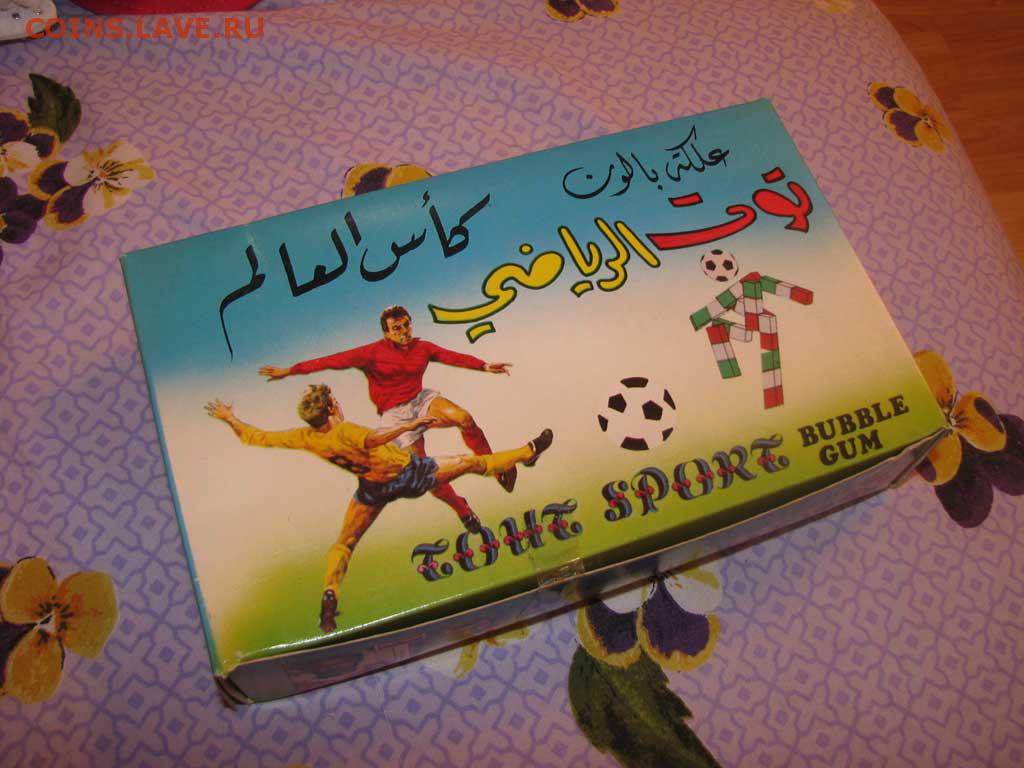 COINS.LAVE.RU
علكة بالون
توت الرياضي
كأس العالم
TOUT SPORT
BUBBLE
GUM